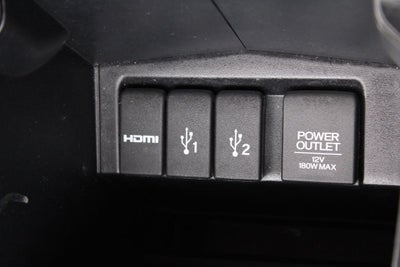 HDMI
1
2
POWER
OUTLET
12V
180W MAX